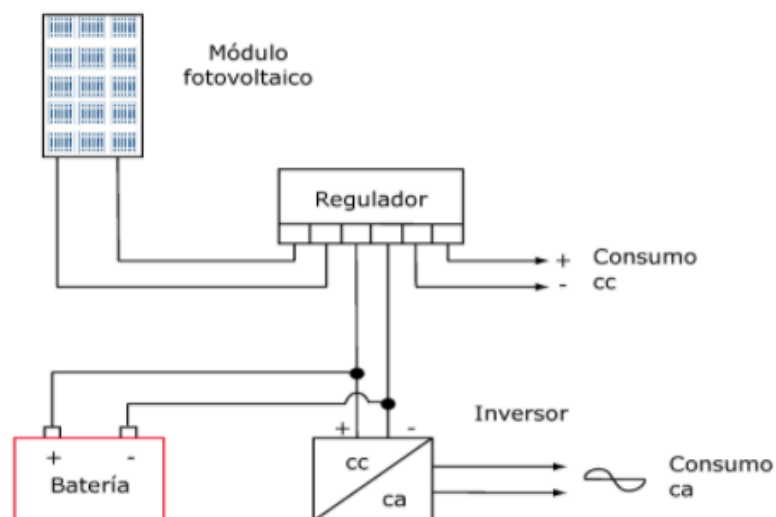 Módulo
fotovoltaico
Regulador
+ Consumo
- cc
Inversor
+ -
+ -
Batería
cc
ca
Consumo
ca